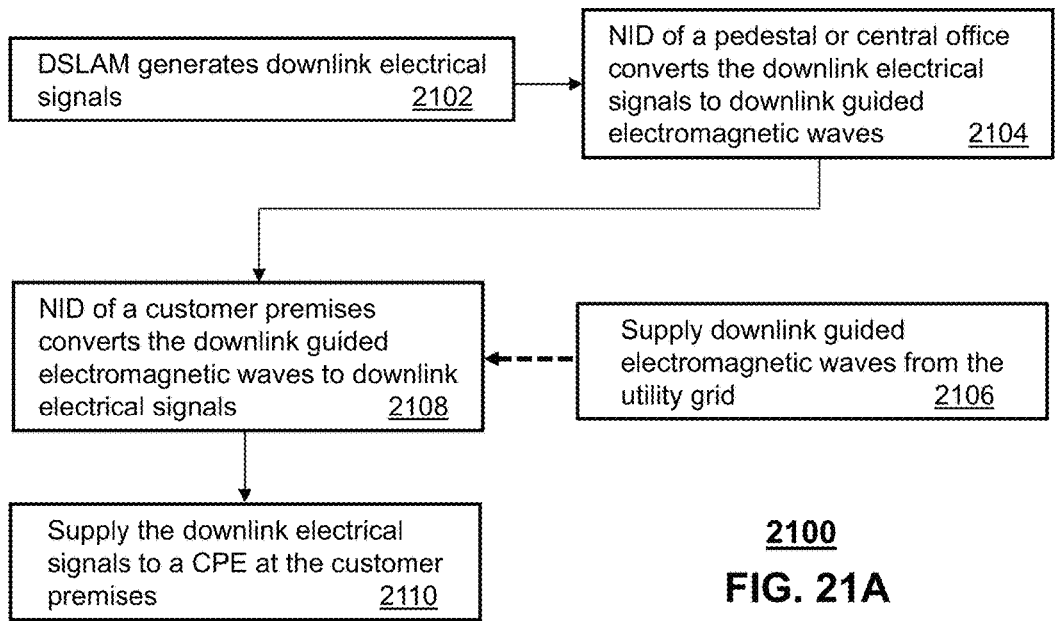 DSLAM generates downlink electrical
signals 2102
NID of a pedestal or central office
converts the downlink electrical
signals to downlink guided
electromagnetic waves 2104
NID of a customer premises
converts the downlink guided
electromagnetic waves to downlink
electrical signals 2108
Supply downlink guided
electromagnetic waves from the
utility grid 2106
Supply the downlink electrical
signals to a CPE at the customer
premises 2110
2100
FIG. 21A